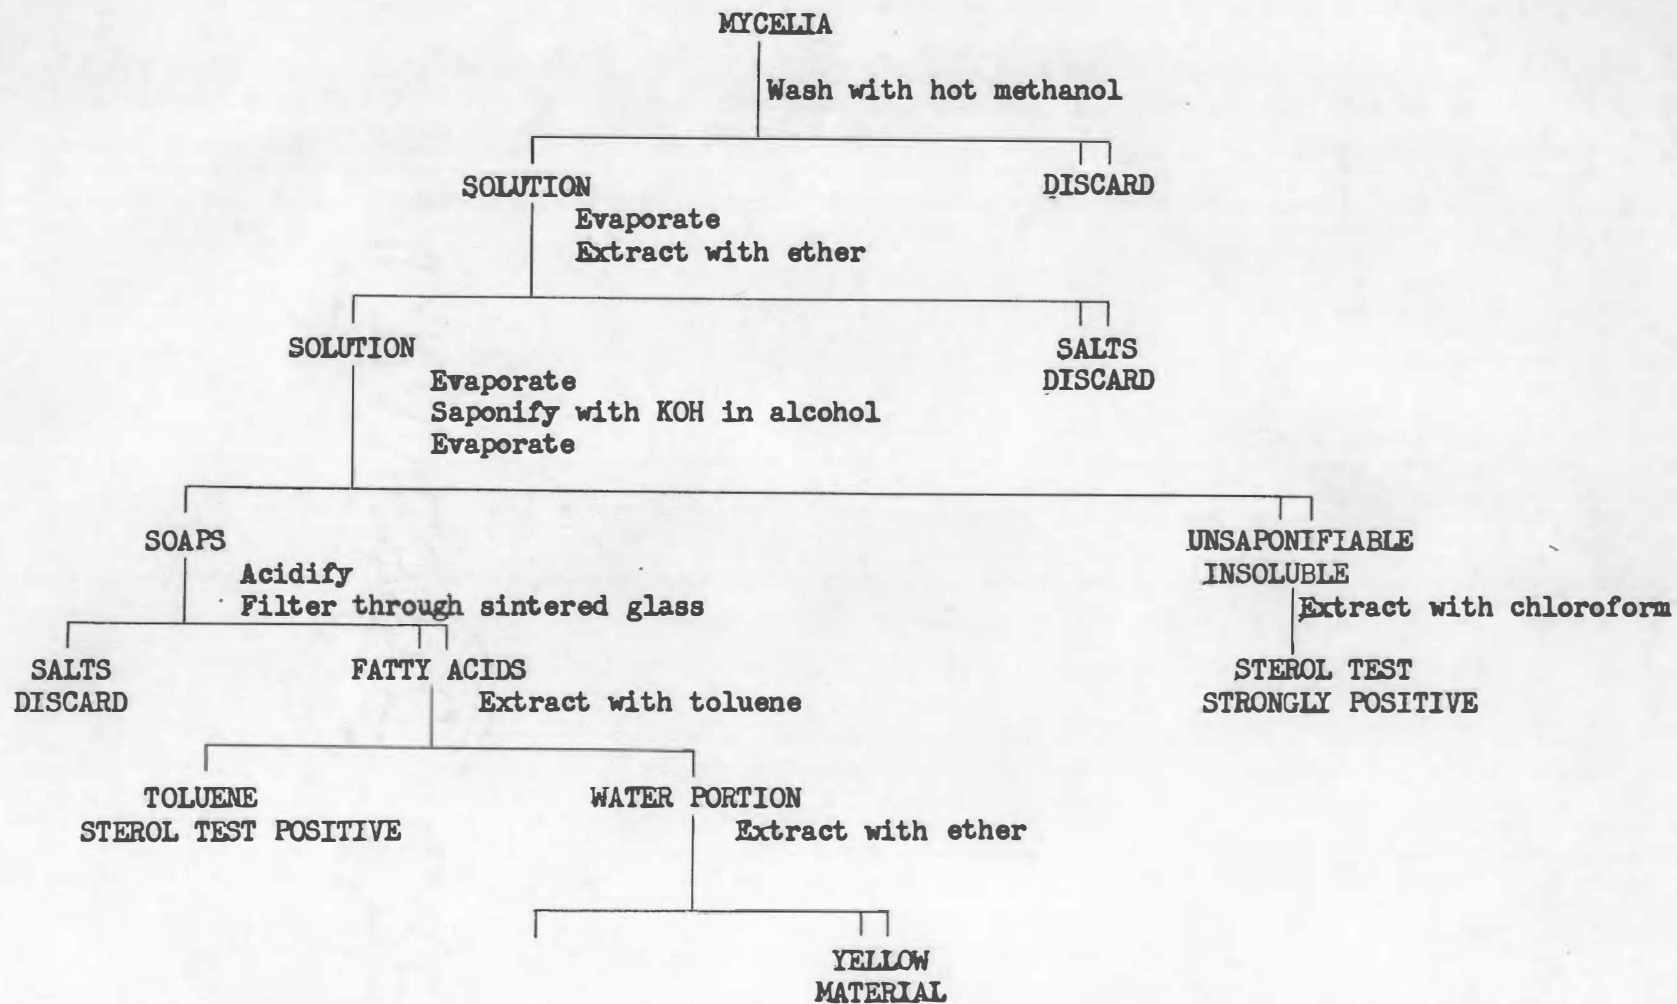 MYCELIA
Wash with hot methanol
SOLUTION
DISCARD
Evaporate
Extract with ether
SOLUTION
SALTS
DISCARD
Evaporate
Saponify with KOH in alcohol
Evaporate
SOAPS
UNSAPONIFIABLE
INSOLUBLE
Acidify
Filter through sintered glass
Extract with chloroform
SALTS
DISCARD
FATTY ACIDS
Extract with toluene
STEROL TEST
STRONGLY POSITIVE
TOLUENE
STEROL TEST POSITIVE
WATER PORTION
Extract with ether
YELLOW
MATERIAL